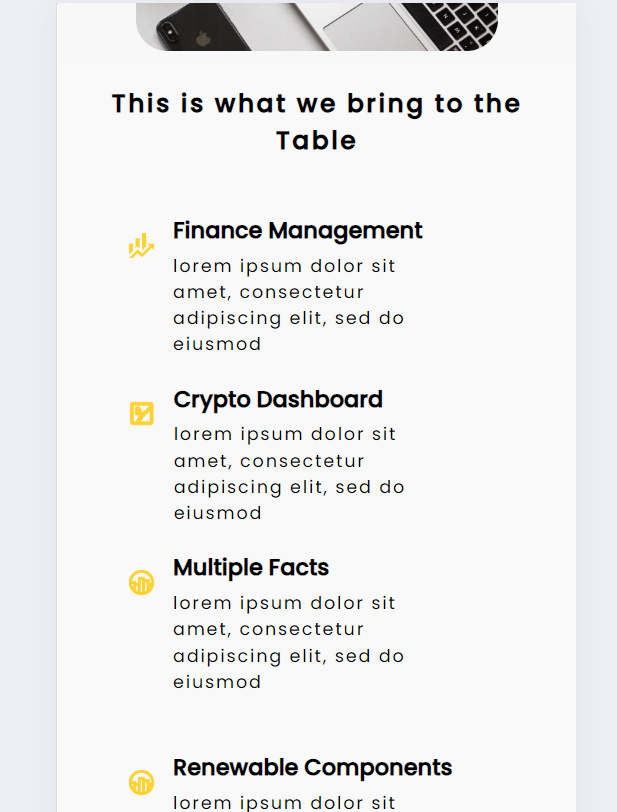 This is what we bring to the
Table
Finance Management
lorem ipsum dolor sit
amet, consectetur
adipiscing elit, sed do
eiusmod
Crypto Dashboard
lorem ipsum dolor sit
amet, consectetur
adipiscing elit, sed do
eiusmod
Multiple Facts
lorem ipsum dolor sit
amet, consectetur
adipiscing elit, sed do
eiusmod
Renewable Components
lorem ipsum dolor sit